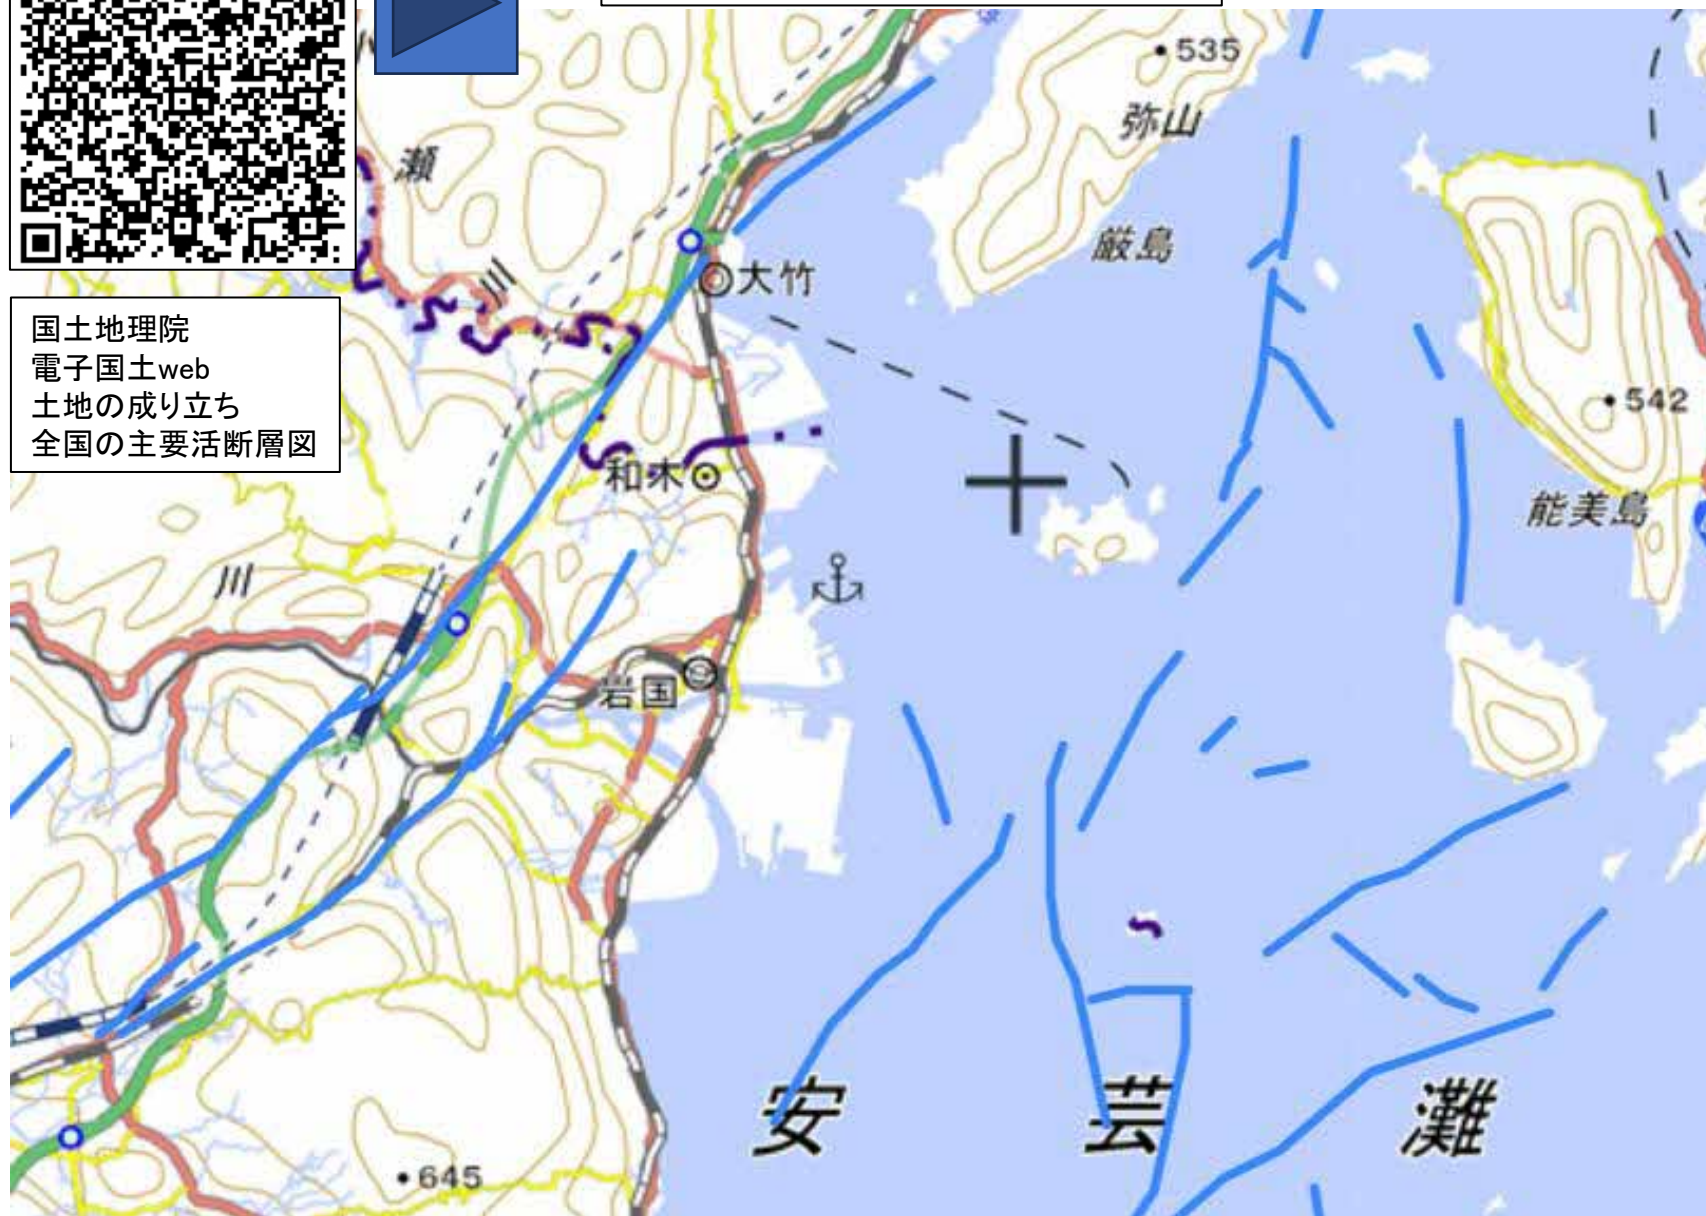 535
弥山
瀬
厳島
川
大竹
国土地理院
電子国土web
土地の成り立ち
全国の主要活断層図
542
和木
能美島
川
岩国
安芸灘
645